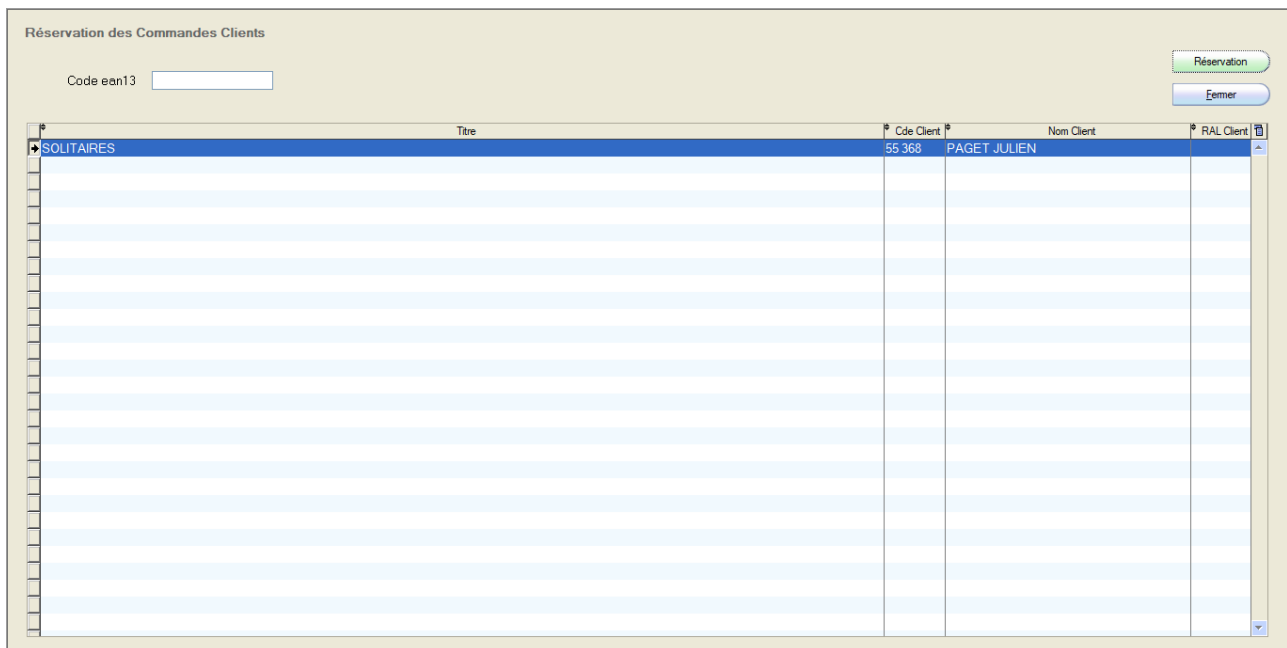 Réservation des Commandes Clients
Réservation
Code ean13
Fermer
Titre Cde Client Nom Client RAL Client
SOLITAIRES 55 368 PAGET JULIEN